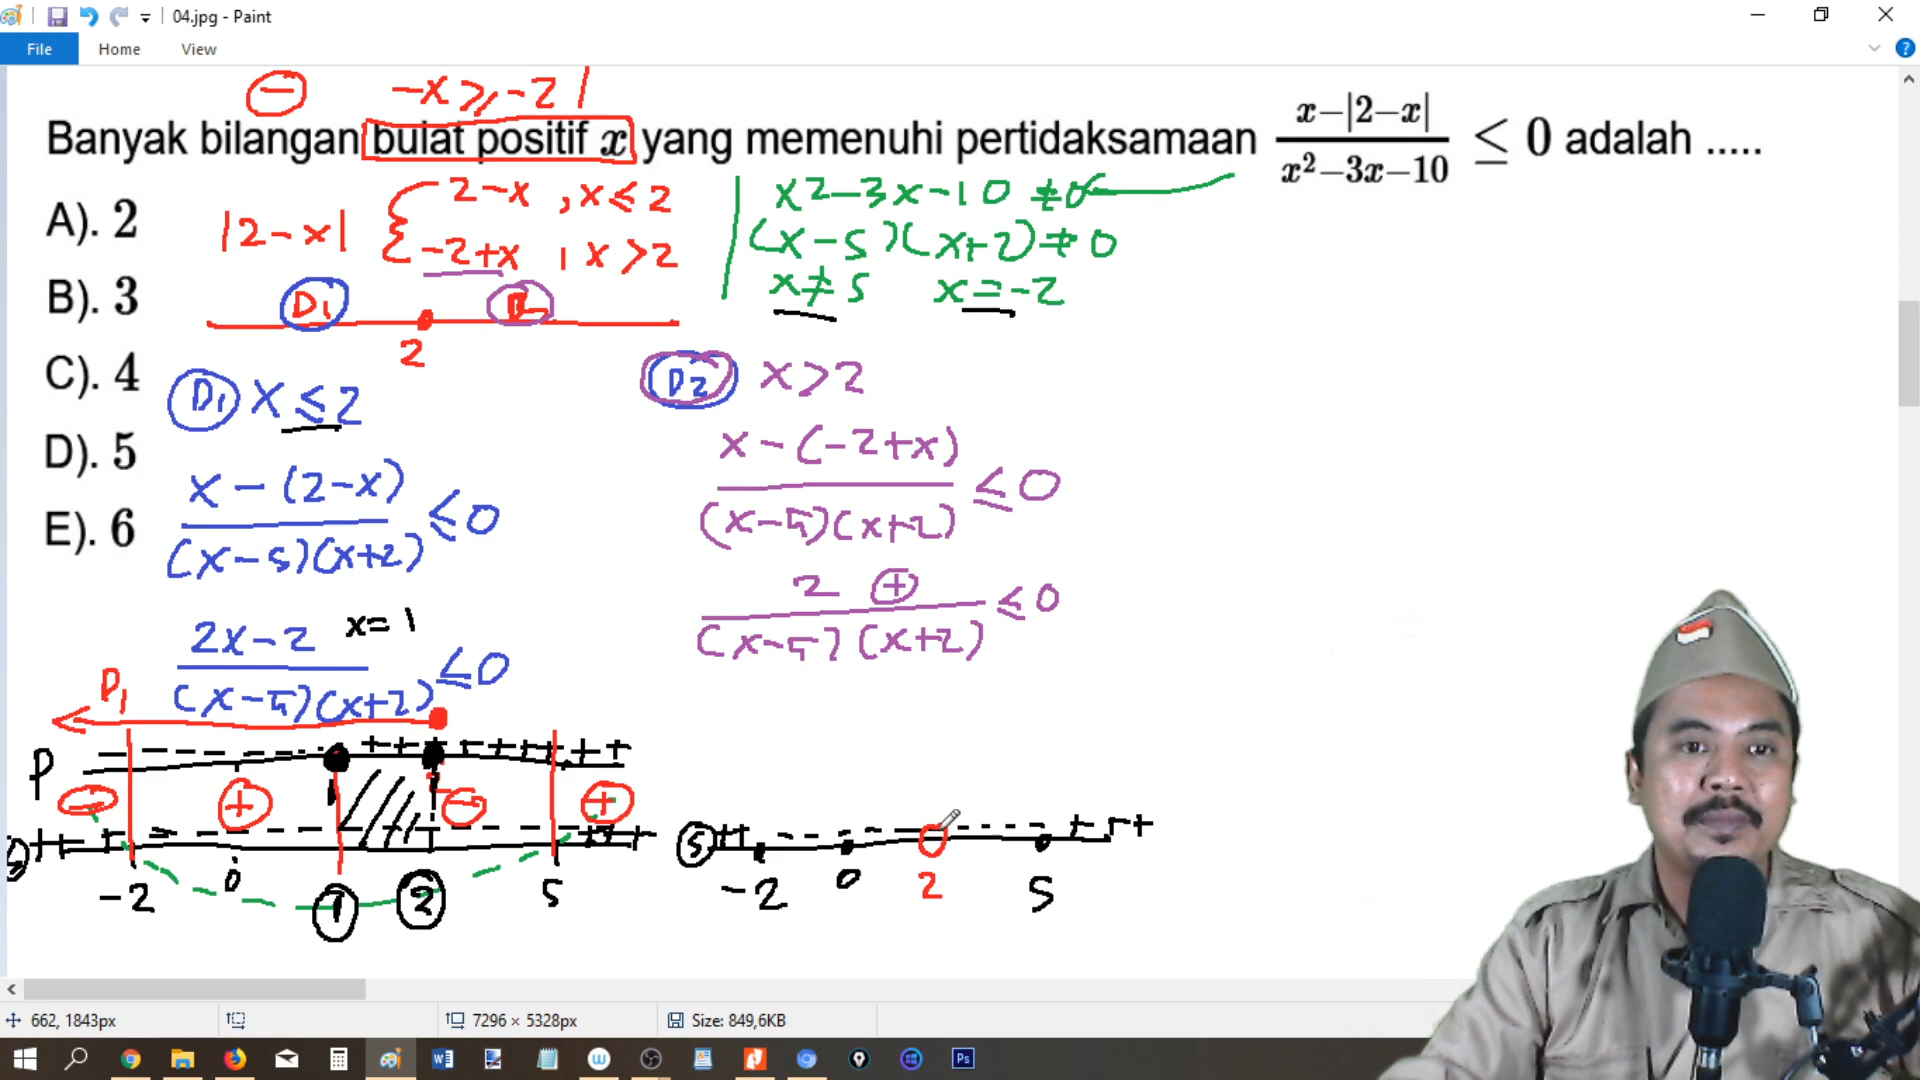 04.jpg - Paint
File Home View
−x ≥ -2
Banyak bilangan bulat positif x yang memenuhi pertidaksamaan x−|2−x| / x²−3x−10 ≤ 0 adalah .....
A). 2
B). 3
C). 4
D). 5
E). 6
|2-x| { 2-x , x≤2
-2+x , x>2
D1
2
x2-3x-10 ≠0
(x-5)(x+2)≠0
x≠5 x=-2
D1 x ≤2
x-(2-x) / (x-5)(x+2) ≤0
2x-2 / (x-5)(x+2) ≤0
x=1
D2 x>2
x-(-2+x) / (x-5)(x+2) ≤0
2 + / (x-5)(x+2) ≤0
D1
P - - - - + + + + + + + +
- + - +
-2 0 1 2 5
S ++ - - - - - - + + +
-2 0 2 5
662, 1843px
7296 × 5328px
Size: 849,6KB